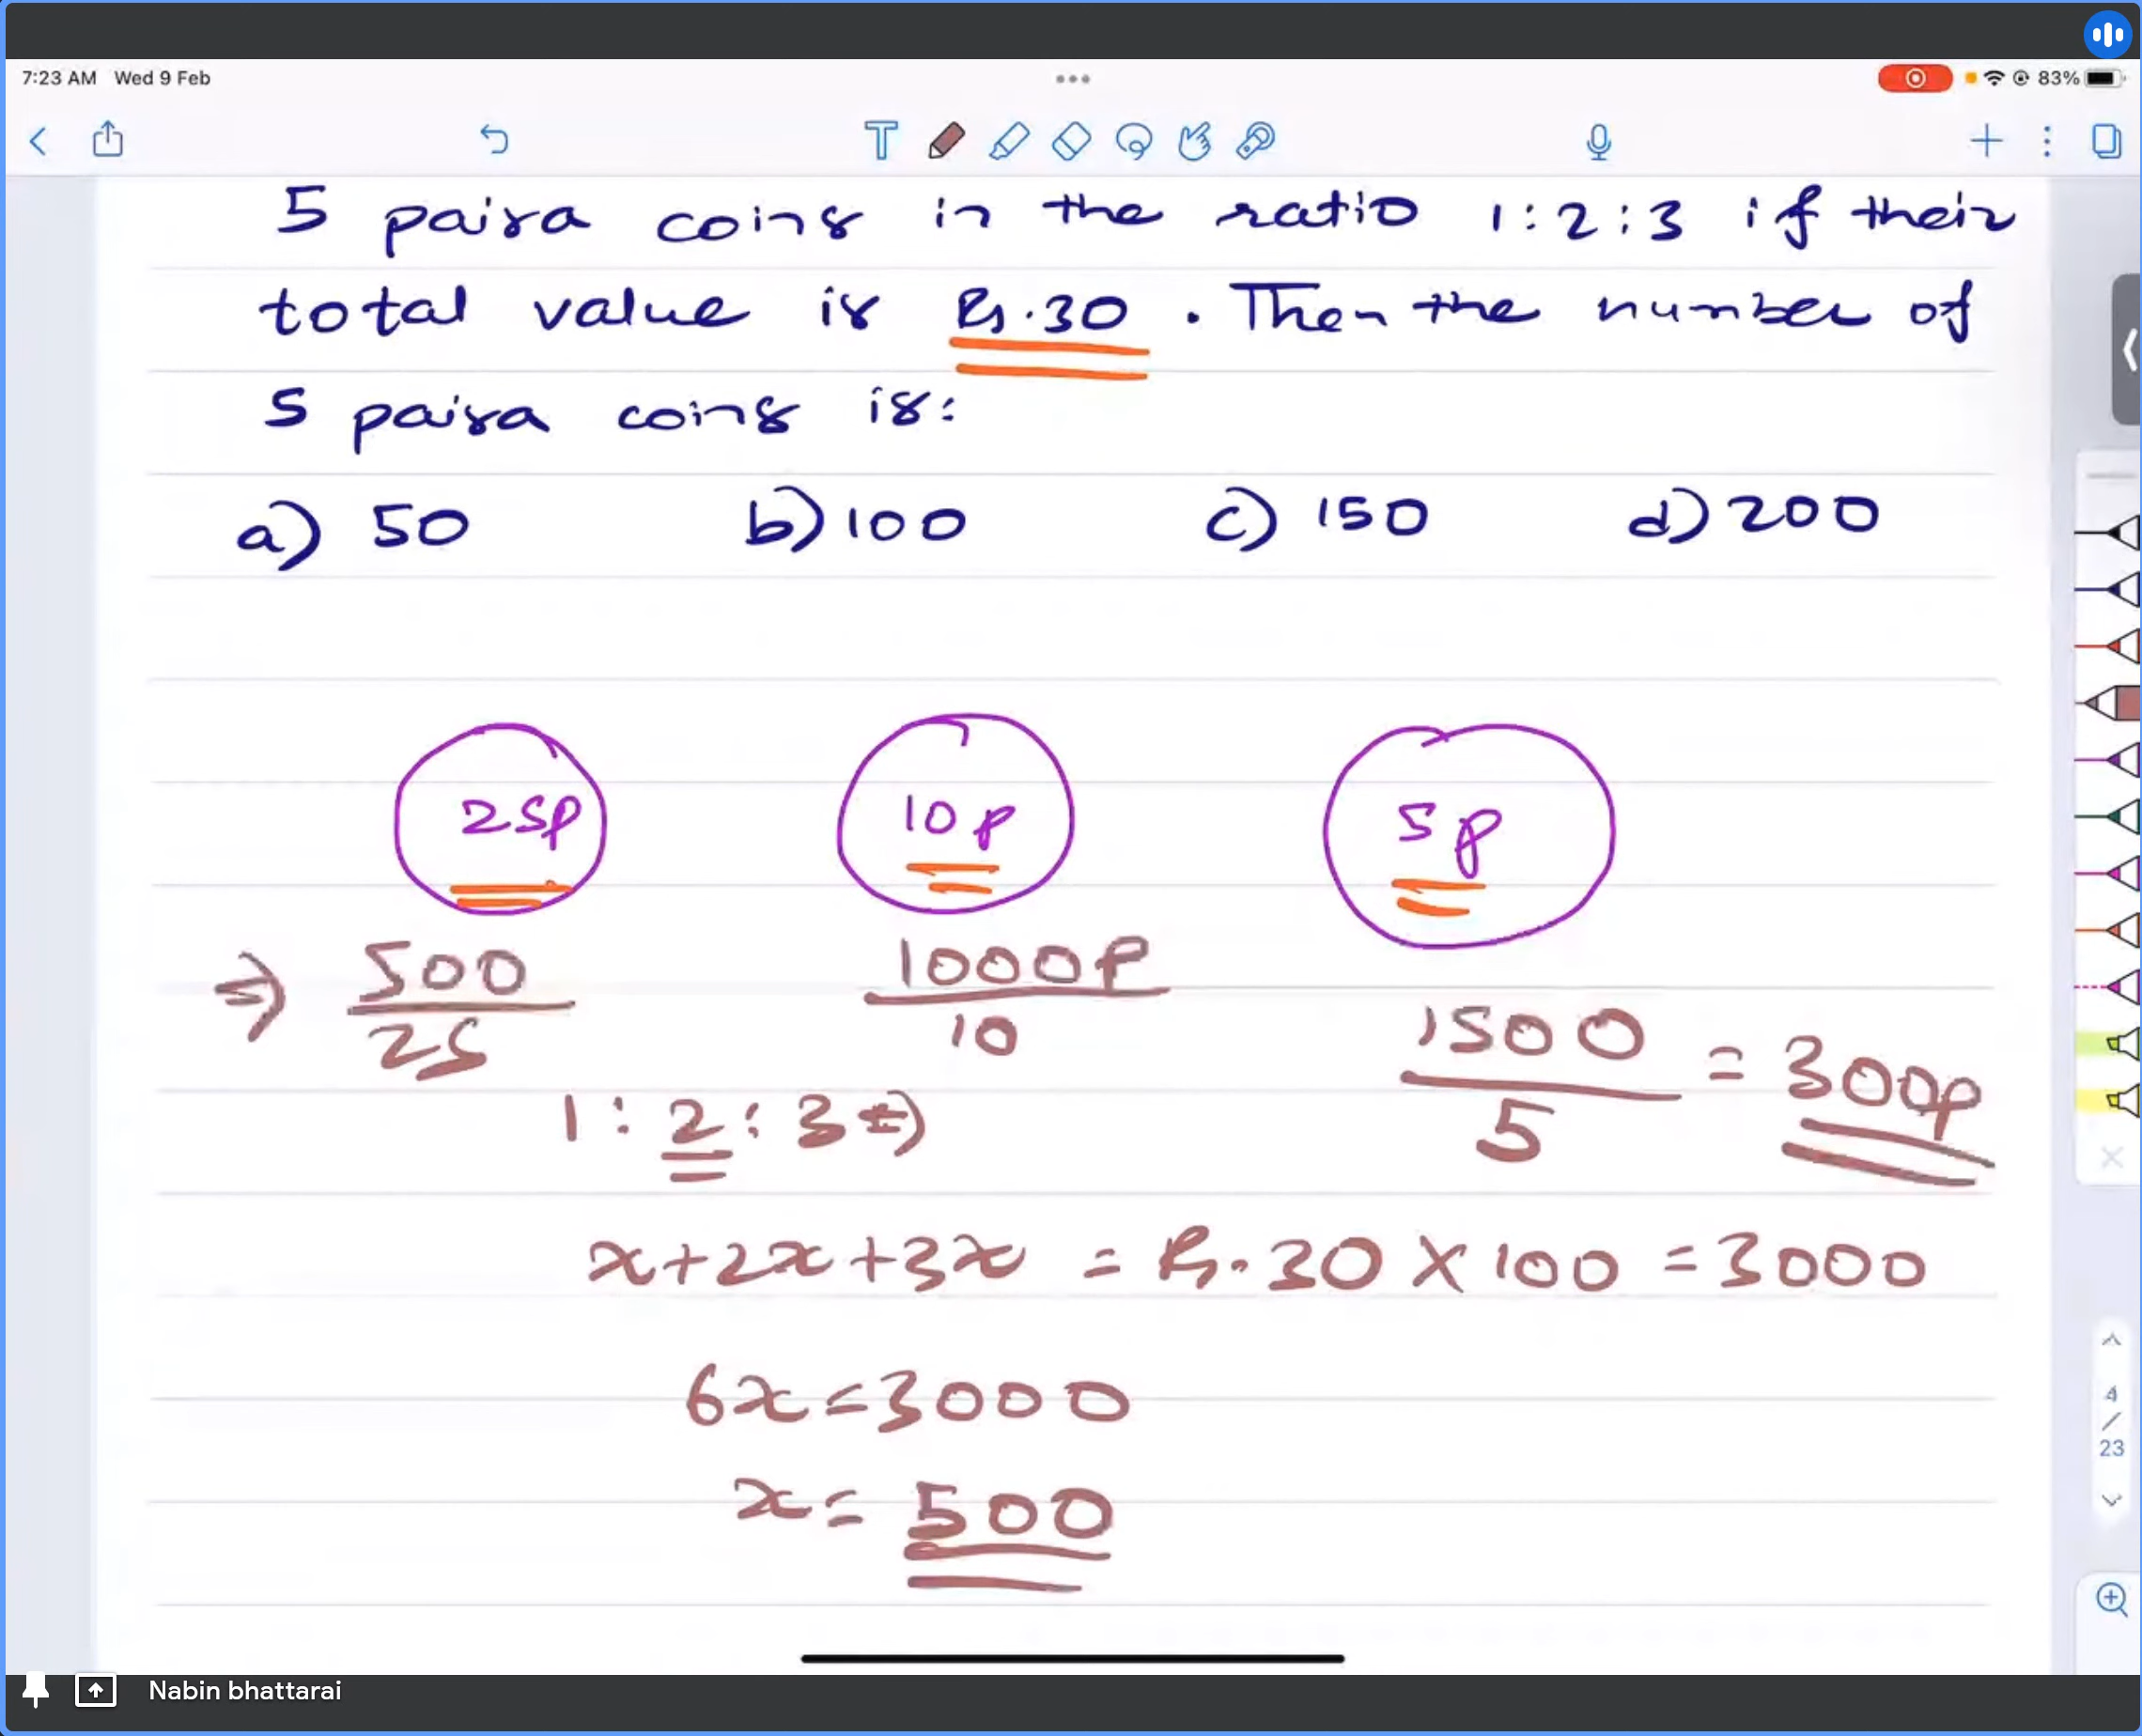 7:23 AM Wed 9 Feb
83%
5 paisa coins in the ratio 1:2:3 if their
total value is Rs.30. Then the number of
5 paisa coins is:
a) 50 b) 100 c) 150 d) 200
25p 10p 5p
⇒ 500/25 1000p/10 1500/5 = 300p
1:2:3 ⇒
x+2x+3x = Rs.30 × 100 = 3000
6x = 3000
x = 500
4
/
23
Nabin bhattarai